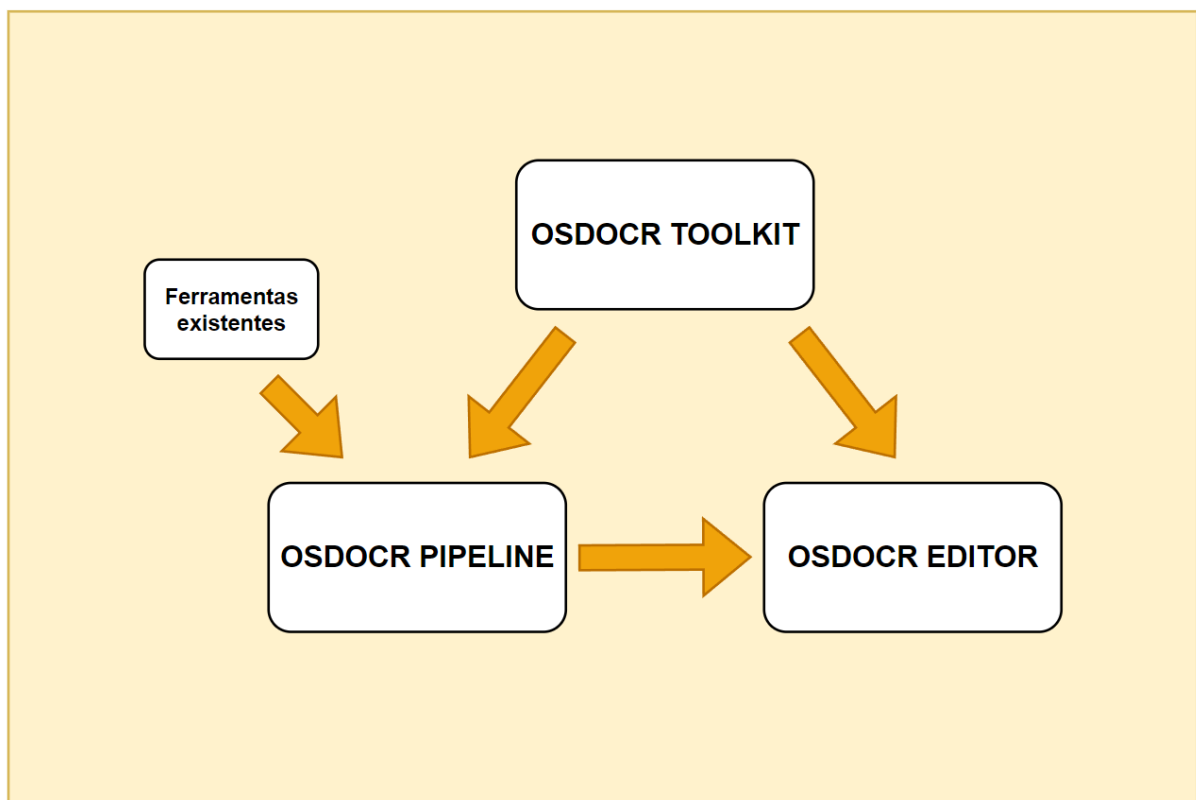 OSDOCR TOOLKIT
Ferramentas
existentes
OSDOCR PIPELINE
OSDOCR EDITOR